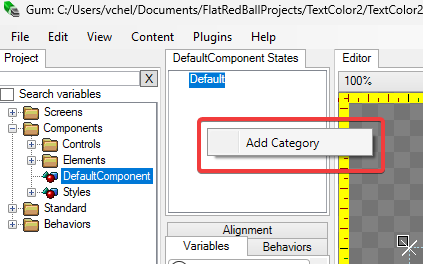 Gum: C:/Users/vchel/Documents/FlatRedBallProjects/TextColor2/TextColor2
File Edit View Content Plugins Help
Project
X
Search variables
Screens
Components
Controls
Elements
DefaultComponent
Styles
Standard
Behaviors
DefaultComponent States
Default
Add Category
Alignment
Variables Behaviors
Editor
100%